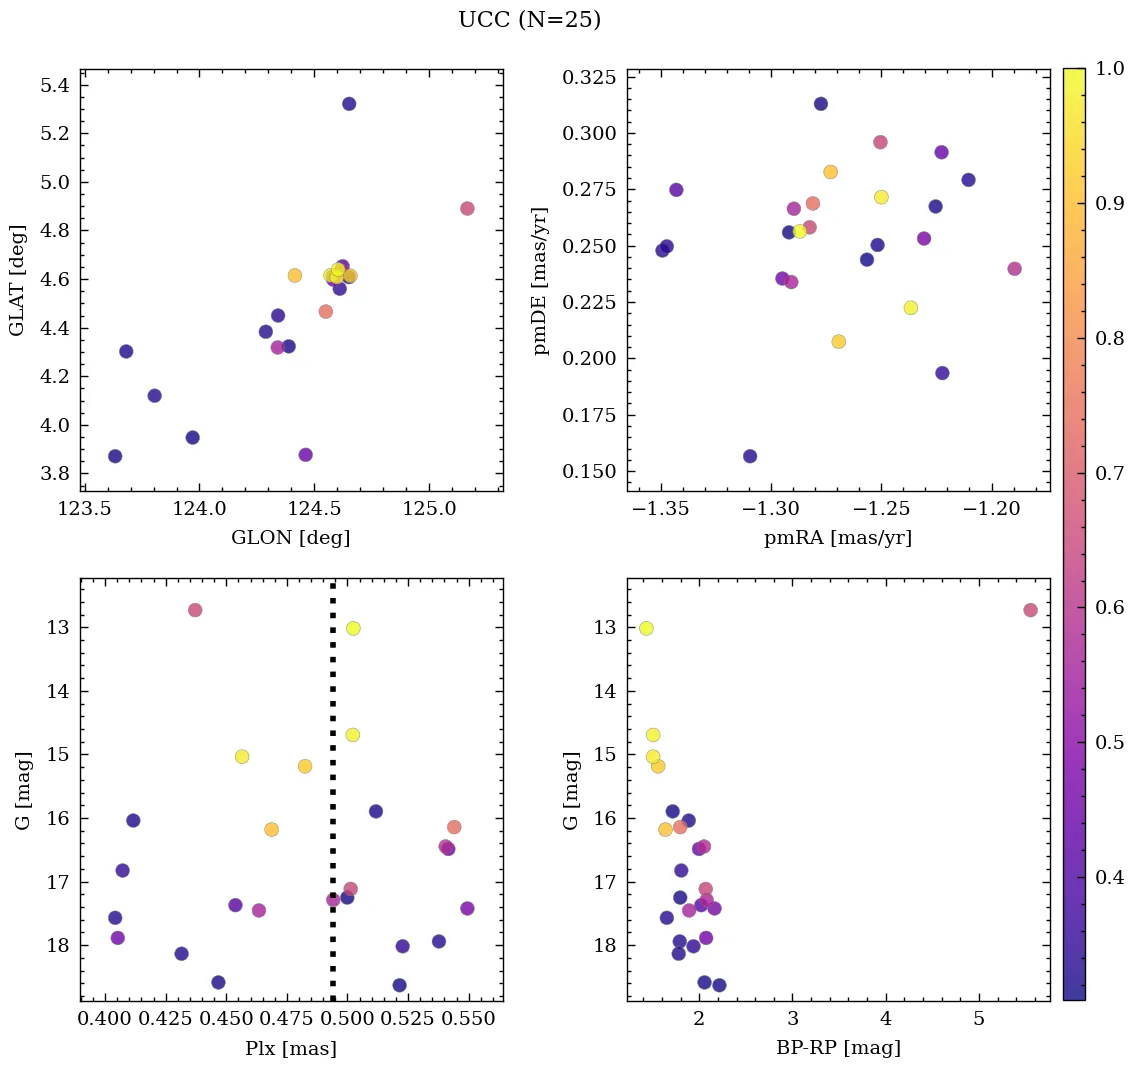 UCC (N=25)
5.4
5.2
5.0
4.8
4.6
4.4
4.2
4.0
3.8
GLAT [deg]
123.5 124.0 124.5 125.0
GLON [deg]
0.325
0.300
0.275
0.250
0.225
0.200
0.175
0.150
pmDE [mas/yr]
−1.35 −1.30 −1.25 −1.20
pmRA [mas/yr]
1.0
0.9
0.8
0.7
0.6
0.5
0.4
13
14
15
16
17
18
G [mag]
0.400 0.425 0.450 0.475 0.500 0.525 0.550
Plx [mas]
13
14
15
16
17
18
G [mag]
2 3 4 5
BP-RP [mag]